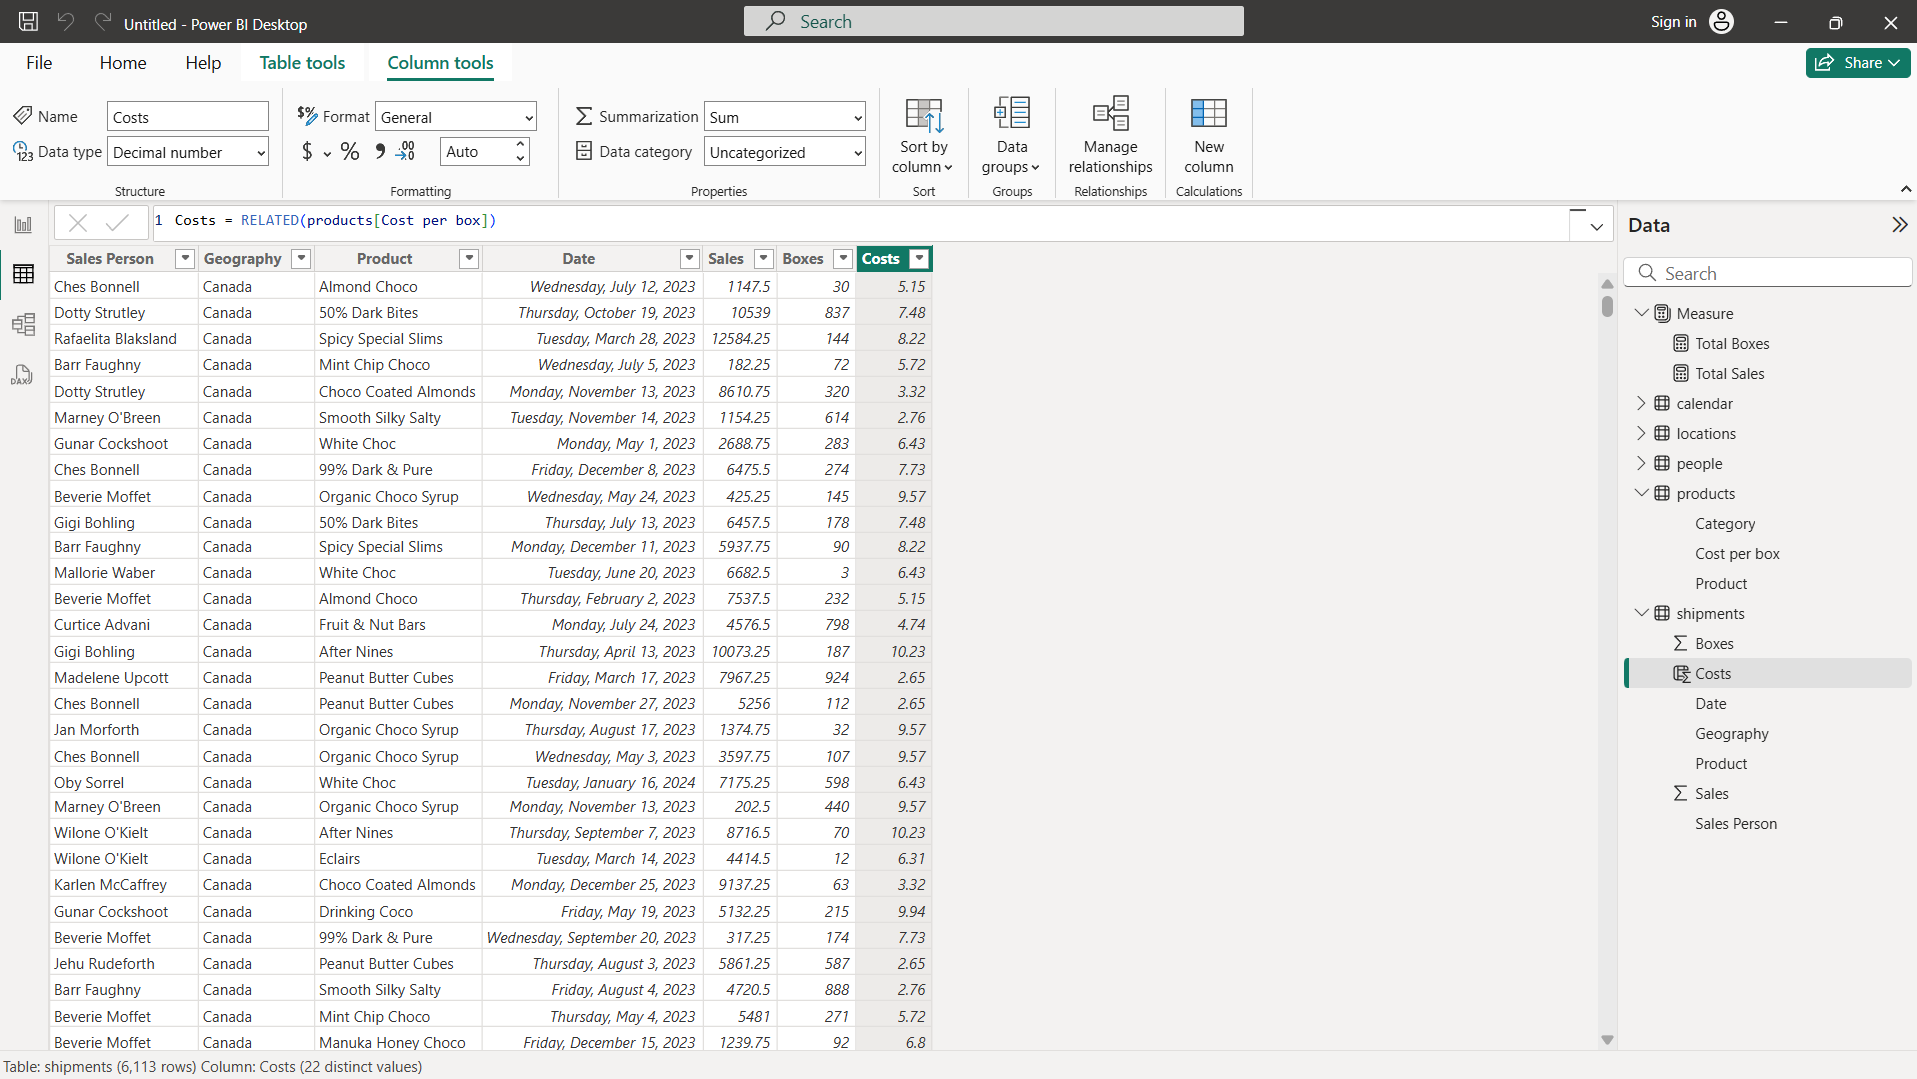 Untitled - Power BI Desktop
Search
Sign in
File Home Help Table tools Column tools
Share
Name Costs
Data type Decimal number
Structure
Format General
$ % Auto
Formatting
Summarization Sum
Data category Uncategorized
Properties
Sort by
column
Sort
Data
groups
Groups
Manage
relationships
Relationships
New
column
Calculations
1 Costs = RELATED(products[Cost per box])
Sales Person Geography Product Date Sales Boxes Costs
Ches Bonnell Canada Almond Choco Wednesday, July 12, 2023 1147.5 30 5.15
Dotty Strutley Canada 50% Dark Bites Thursday, October 19, 2023 10539 837 7.48
Rafaelita Blaksland Canada Spicy Special Slims Tuesday, March 28, 2023 12584.25 144 8.22
Barr Faughny Canada Mint Chip Choco Wednesday, July 5, 2023 182.25 72 5.72
Dotty Strutley Canada Choco Coated Almonds Monday, November 13, 2023 8610.75 320 3.32
Marney O'Breen Canada Smooth Silky Salty Tuesday, November 14, 2023 1154.25 614 2.76
Gunar Cockshoot Canada White Choc Monday, May 1, 2023 2688.75 283 6.43
Ches Bonnell Canada 99% Dark & Pure Friday, December 8, 2023 6475.5 274 7.73
Beverie Moffet Canada Organic Choco Syrup Wednesday, May 24, 2023 425.25 145 9.57
Gigi Bohling Canada 50% Dark Bites Thursday, July 13, 2023 6457.5 178 7.48
Barr Faughny Canada Spicy Special Slims Monday, December 11, 2023 5937.75 90 8.22
Mallorie Waber Canada White Choc Tuesday, June 20, 2023 6682.5 3 6.43
Beverie Moffet Canada Almond Choco Thursday, February 2, 2023 7537.5 232 5.15
Curtice Advani Canada Fruit & Nut Bars Monday, July 24, 2023 4576.5 798 4.74
Gigi Bohling Canada After Nines Thursday, April 13, 2023 10073.25 187 10.23
Madelene Upcott Canada Peanut Butter Cubes Friday, March 17, 2023 7967.25 924 2.65
Ches Bonnell Canada Peanut Butter Cubes Monday, November 27, 2023 5256 112 2.65
Jan Morforth Canada Organic Choco Syrup Thursday, August 17, 2023 1374.75 32 9.57
Ches Bonnell Canada Organic Choco Syrup Wednesday, May 3, 2023 3597.75 107 9.57
Oby Sorrel Canada White Choc Tuesday, January 16, 2024 7175.25 598 6.43
Marney O'Breen Canada Organic Choco Syrup Monday, November 13, 2023 202.5 440 9.57
Wilone O'Kielt Canada After Nines Thursday, September 7, 2023 8716.5 70 10.23
Wilone O'Kielt Canada Eclairs Tuesday, March 14, 2023 4414.5 12 6.31
Karlen McCaffrey Canada Choco Coated Almonds Monday, December 25, 2023 9137.25 63 3.32
Gunar Cockshoot Canada Drinking Coco Friday, May 19, 2023 5132.25 215 9.94
Beverie Moffet Canada 99% Dark & Pure Wednesday, September 20, 2023 317.25 174 7.73
Jehu Rudeforth Canada Peanut Butter Cubes Thursday, August 3, 2023 5861.25 587 2.65
Barr Faughny Canada Smooth Silky Salty Friday, August 4, 2023 4720.5 888 2.76
Beverie Moffet Canada Mint Chip Choco Thursday, May 4, 2023 5481 271 5.72
Beverie Moffet Canada Manuka Honey Choco Friday, December 15, 2023 1239.75 92 6.8
Data
Search
Measure
Total Boxes
Total Sales
calendar
locations
people
products
Category
Cost per box
Product
shipments
Boxes
Costs
Date
Geography
Product
Sales
Sales Person
Table: shipments (6,113 rows) Column: Costs (22 distinct values)